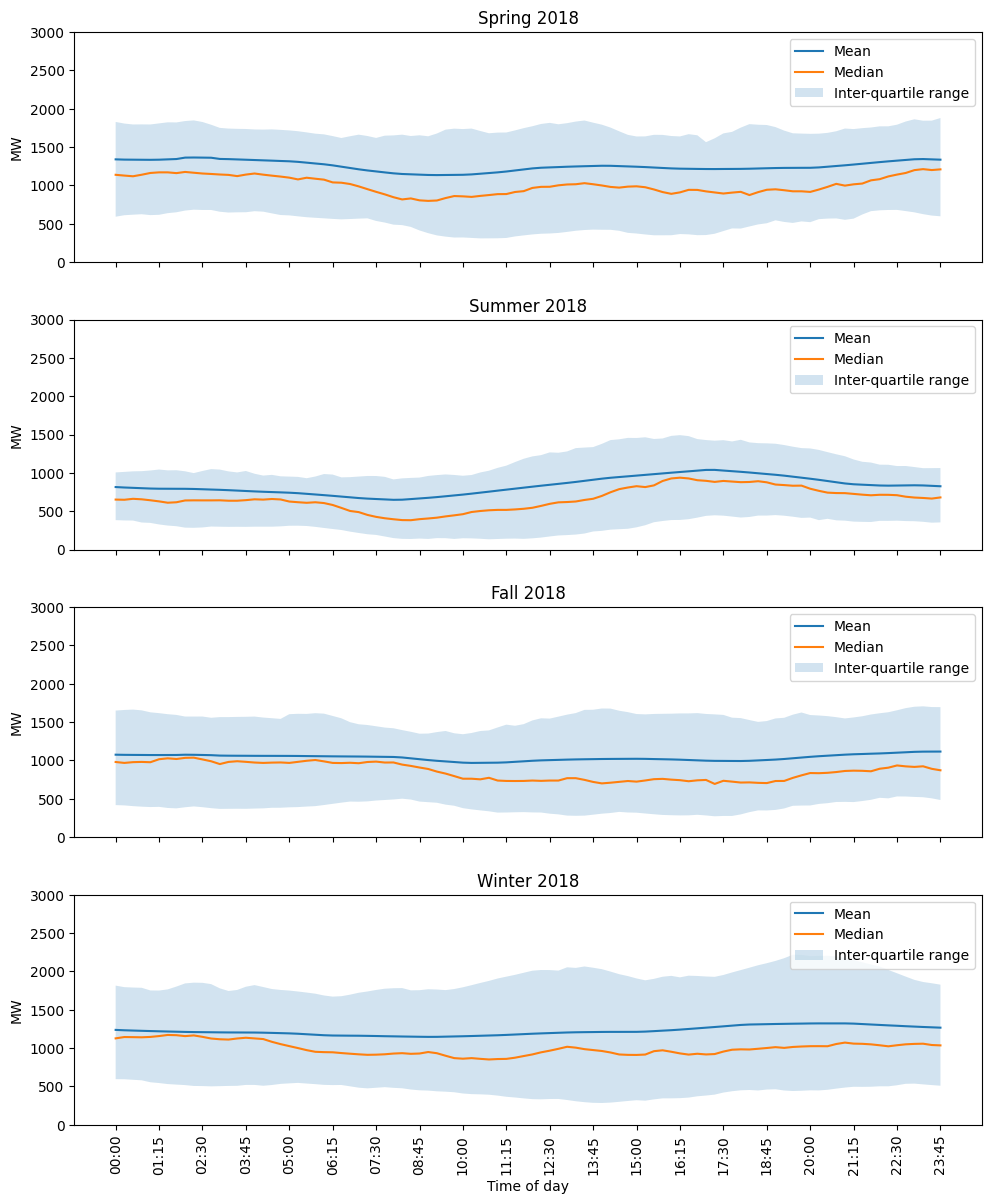 Spring 2018
3000
2500
2000
1500
1000
500
0
MW
Mean
Median
Inter-quartile range
Summer 2018
3000
2500
2000
1500
1000
500
0
MW
Mean
Median
Inter-quartile range
Fall 2018
3000
2500
2000
1500
1000
500
0
MW
Mean
Median
Inter-quartile range
Winter 2018
3000
2500
2000
1500
1000
500
0
MW
Mean
Median
Inter-quartile range
00:00
01:15
02:30
03:45
05:00
06:15
07:30
08:45
10:00
11:15
12:30
13:45
15:00
16:15
17:30
18:45
20:00
21:15
22:30
23:45
Time of day